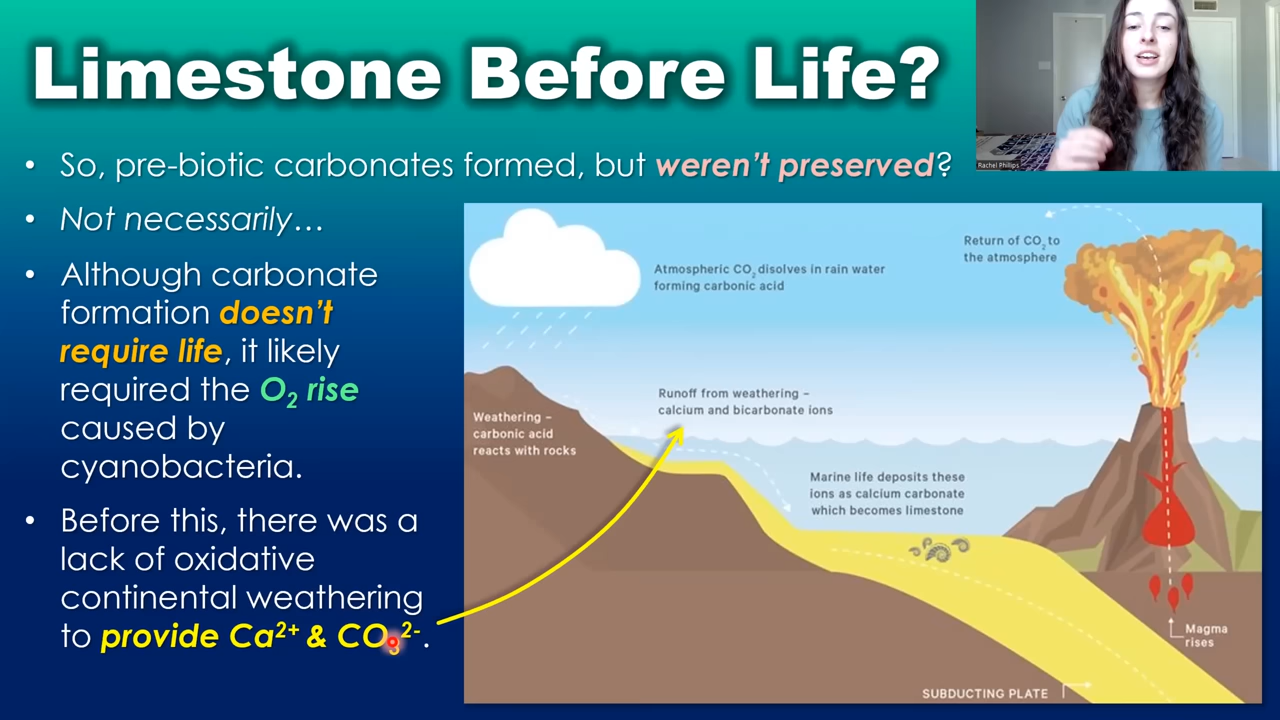 Limestone Before Life?
Rachel Phillips
• So, pre-biotic carbonates formed, but weren't preserved?
• Not necessarily…
• Although carbonate
formation doesn't
require life, it likely
required the O₂ rise
caused by
cyanobacteria.
• Before this, there was a
lack of oxidative
continental weathering
to provide Ca²⁺ & CO₃²⁻.
Atmospheric CO₂ disolves in rain water
forming carbonic acid
Return of CO₂ to
the atmosphere
Runoff from weathering –
calcium and bicarbonate ions
Weathering –
carbonic acid
reacts with rocks
Marine life deposits these
ions as calcium carbonate
which becomes limestone
Magma
rises
SUBDUCTING PLATE